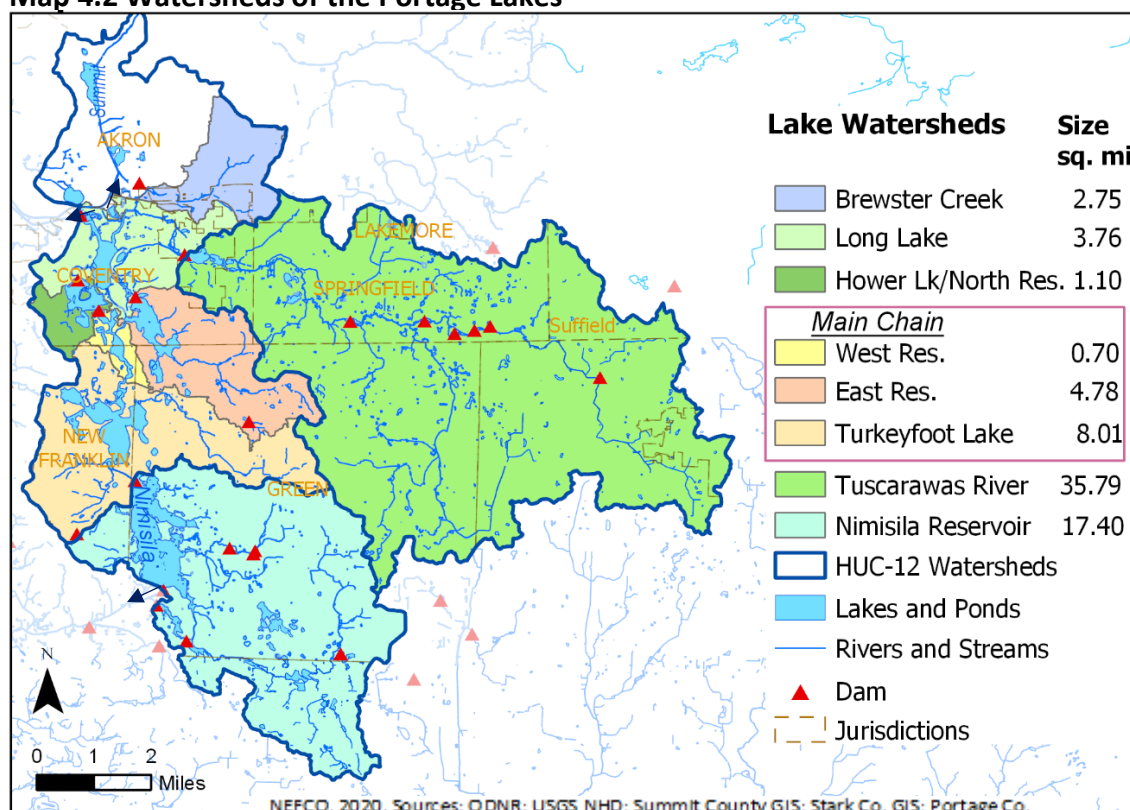 Map 4.2 Watersheds of the Portage Lakes
Summit
AKRON
LAKEMORE
COVENTRY
SPRINGFIELD
Suffield
NEW
FRANKLIN
GREEN
Nimisila
N
0 1 2
Miles
Lake Watersheds Size
sq. mi
Brewster Creek 2.75
Long Lake 3.76
Hower Lk/North Res. 1.10
Main Chain
West Res. 0.70
East Res. 4.78
Turkeyfoot Lake 8.01
Tuscarawas River 35.79
Nimisila Reservoir 17.40
HUC-12 Watersheds
Lakes and Ponds
Rivers and Streams
Dam
Jurisdictions
NEFCO, 2020. Sources: ODNR; USGS NHD; Summit County GIS; Stark Co. GIS; Portage Co.